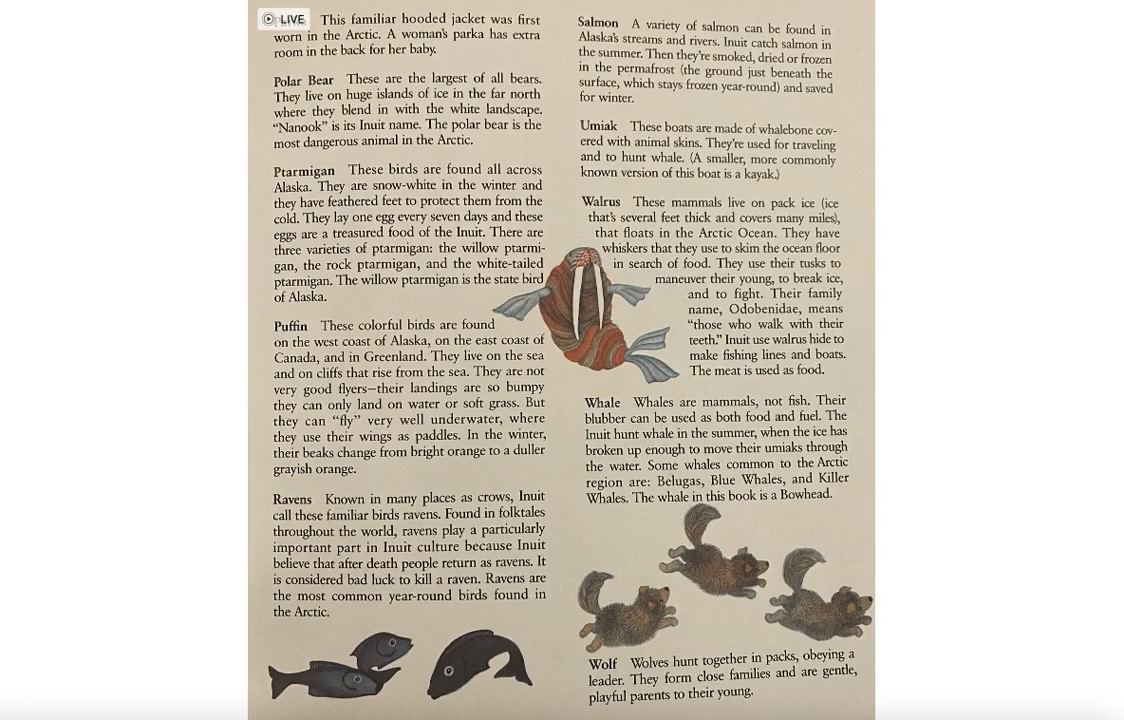 LIVE
This familiar hooded jacket was first
worn in the Arctic. A woman's parka has extra
room in the back for her baby.
Polar Bear These are the largest of all bears.
They live on huge islands of ice in the far north
where they blend in with the white landscape.
“Nanook” is its Inuit name. The polar bear is the
most dangerous animal in the Arctic.
Ptarmigan These birds are found all across
Alaska. They are snow-white in the winter and
they have feathered feet to protect them from the
cold. They lay one egg every seven days and these
eggs are a treasured food of the Inuit. There are
three varieties of ptarmigan: the willow ptarmi-
gan, the rock ptarmigan, and the white-tailed
ptarmigan. The willow ptarmigan is the state bird
of Alaska.
Puffin These colorful birds are found
on the west coast of Alaska, on the east coast of
Canada, and in Greenland. They live on the sea
and on cliffs that rise from the sea. They are not
very good flyers—their landings are so bumpy
they can only land on water or soft grass. But
they can “fly” very well underwater, where
they use their wings as paddles. In the winter,
their beaks change from bright orange to a duller
grayish orange.
Ravens Known in many places as crows, Inuit
call these familiar birds ravens. Found in folktales
throughout the world, ravens play a particularly
important part in Inuit culture because Inuit
believe that after death people return as ravens. It
is considered bad luck to kill a raven. Ravens are
the most common year-round birds found in
the Arctic.
Salmon A variety of salmon can be found in
Alaska's streams and rivers. Inuit catch salmon in
the summer. Then they're smoked, dried or frozen
in the permafrost (the ground just beneath the
surface, which stays frozen year-round) and saved
for winter.
Umiak These boats are made of whalebone cov-
ered with animal skins. They're used for traveling
and to hunt whale. (A smaller, more commonly
known version of this boat is a kayak.)
Walrus These mammals live on pack ice (ice
that's several feet thick and covers many miles),
that floats in the Arctic Ocean. They have
whiskers that they use to skim the ocean floor
in search of food. They use their tusks to
maneuver their young, to break ice,
and to fight. Their family
name, Odobenidae, means
“those who walk with their
teeth.” Inuit use walrus hide to
make fishing lines and boats.
The meat is used as food.
Whale Whales are mammals, not fish. Their
blubber can be used as both food and fuel. The
Inuit hunt whale in the summer, when the ice has
broken up enough to move their umiaks through
the water. Some whales common to the Arctic
region are: Belugas, Blue Whales, and Killer
Whales. The whale in this book is a Bowhead.
Wolf Wolves hunt together in packs, obeying a
leader. They form close families and are gentle,
playful parents to their young.